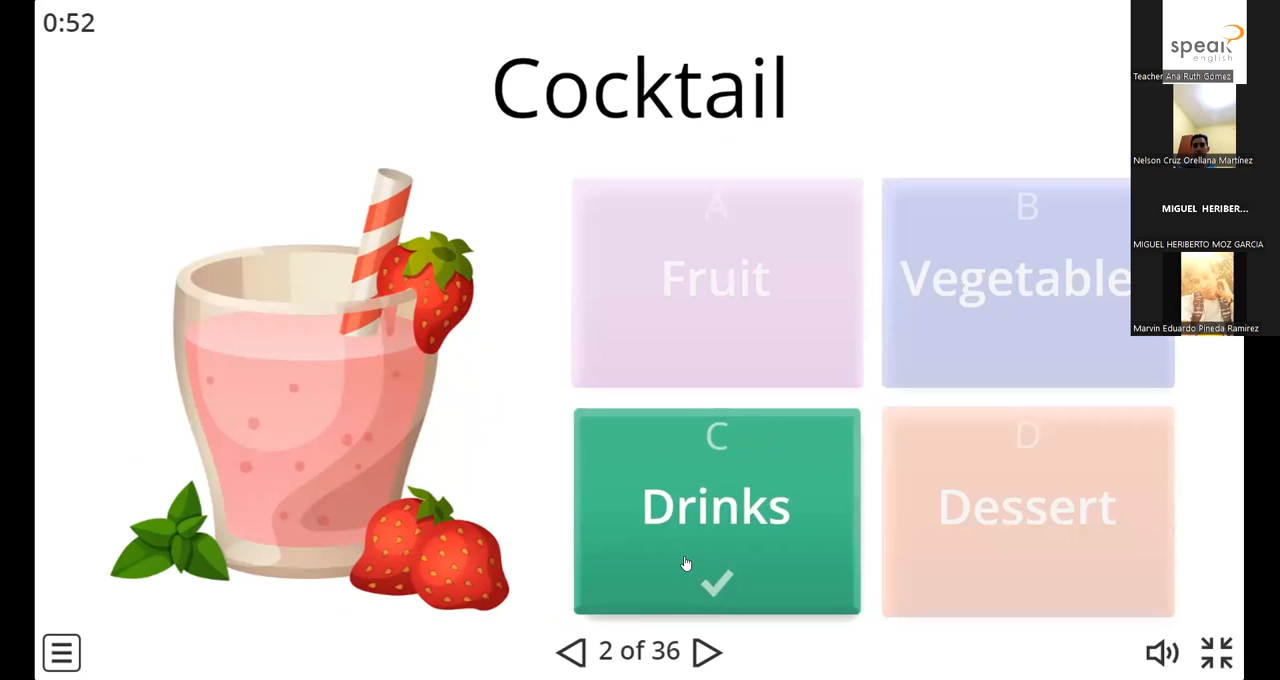 0:52
Cocktail
A
Fruit
B
Vegetable
C
Drinks
D
Dessert
2 of 36
speak
english
Teacher Ana Ruth Gómez
Nelson Cruz Orellana Martínez
MIGUEL HERIBER...
MIGUEL HERIBERTO MOZ GARCIA
Marvin Eduardo Pineda Ramirez